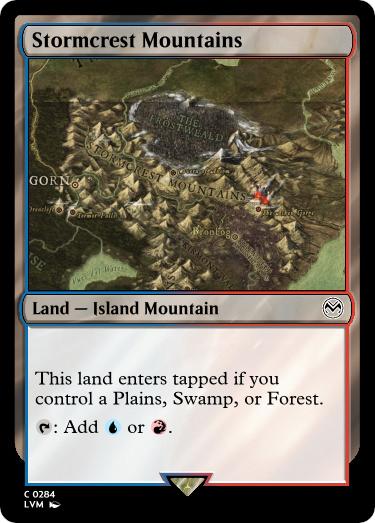 Stormcrest Mountains
THE
FROSTWEALD
STORMCREST MOUNTAINS
GORN
Dronlog
Land — Island Mountain
This land enters tapped if you
control a Plains, Swamp, or Forest.
: Add or .
C 0284
LVM